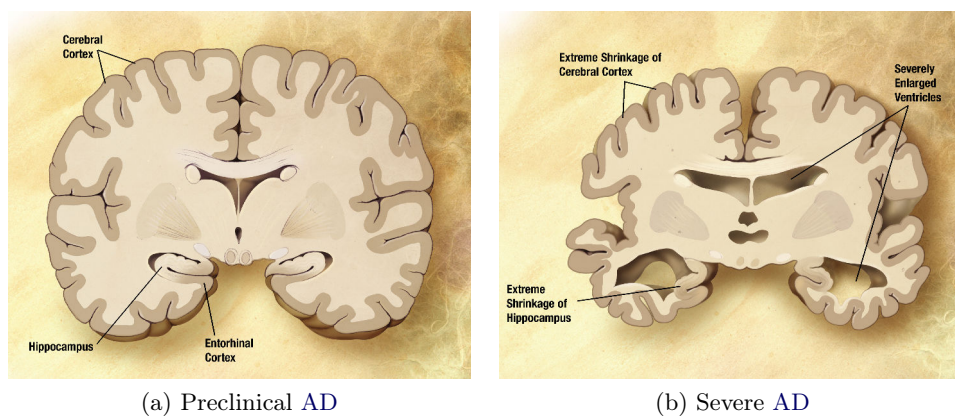 Cerebral
Cortex
Hippocampus
Entorhinal
Cortex
Extreme Shrinkage of
Cerebral Cortex
Severely
Enlarged
Ventricles
Extreme
Shrinkage of
Hippocampus
(a) Preclinical AD
(b) Severe AD